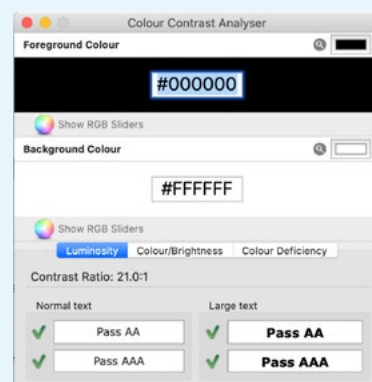 Colour Contrast Analyser
Foreground Colour
#000000
Show RGB Sliders
Background Colour
#FFFFFF
Show RGB Sliders
Luminosity Colour/Brightness Colour Deficiency
Contrast Ratio: 21.0:1
Normal text Large text
Pass AA Pass AA
Pass AAA Pass AAA